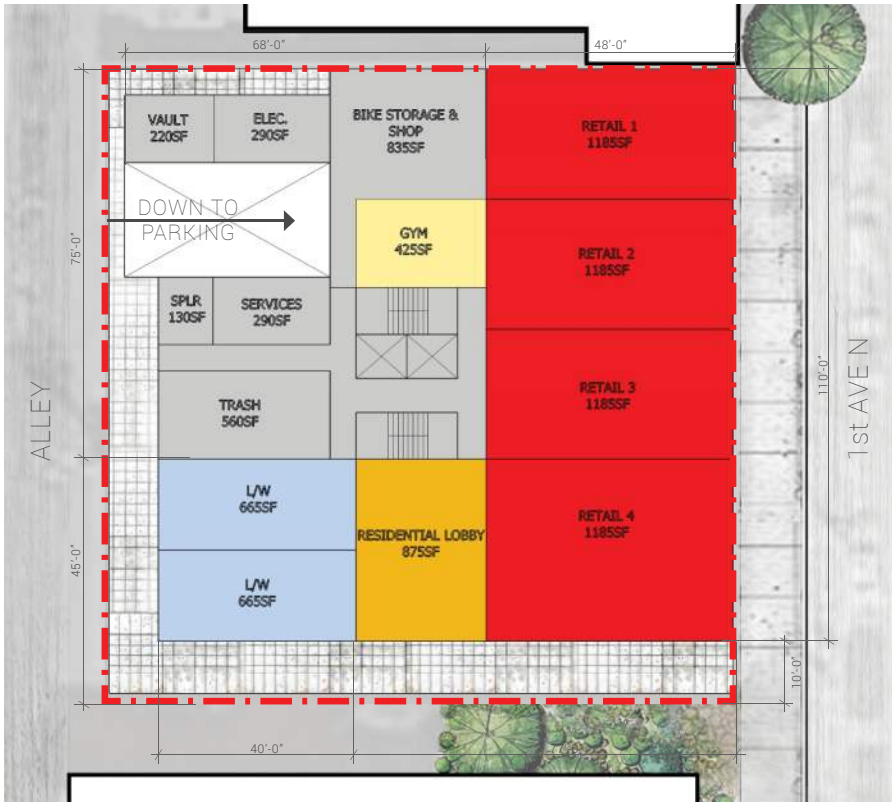 68'-0"
48'-0"
VAULT
220SF
ELEC.
290SF
BIKE STORAGE &
SHOP
835SF
RETAIL 1
1185SF
DOWN TO
PARKING
GYM
425SF
RETAIL 2
1185SF
75'-0"
SPLR
130SF
SERVICES
290SF
RETAIL 3
1185SF
110'-0"
1st AVE N
ALLEY
TRASH
560SF
L/W
665SF
RESIDENTIAL LOBBY
875SF
RETAIL 4
1185SF
45'-0"
L/W
665SF
10'-0"
40'-0"